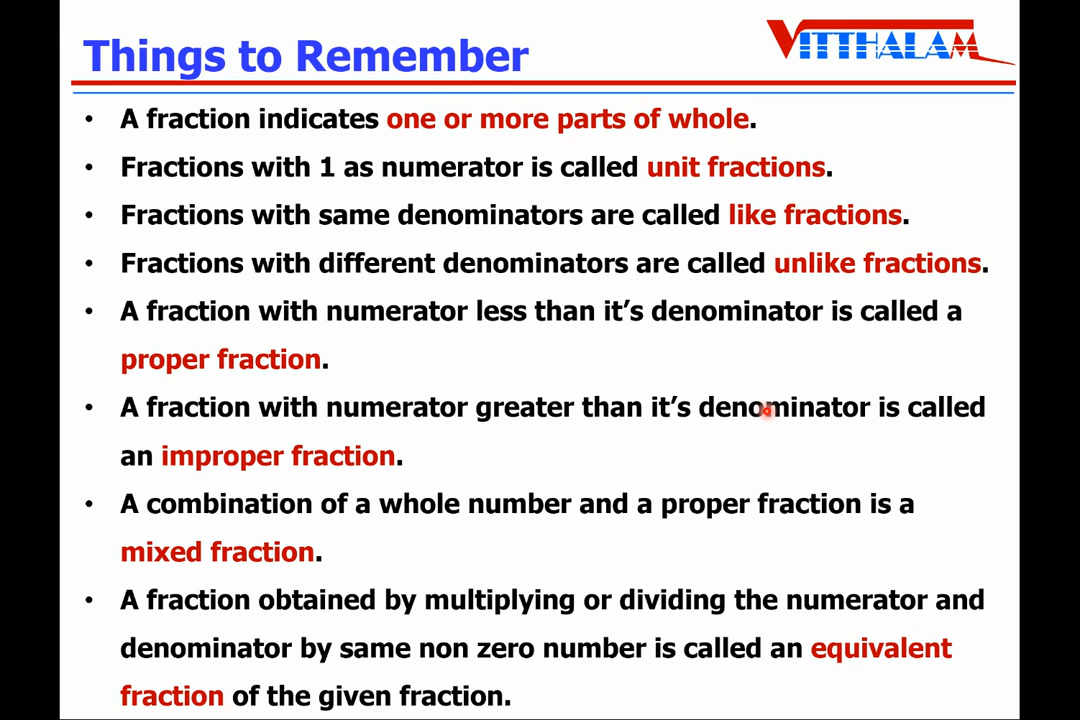 Things to Remember
VITTHALAM
• A fraction indicates one or more parts of whole.
• Fractions with 1 as numerator is called unit fractions.
• Fractions with same denominators are called like fractions.
• Fractions with different denominators are called unlike fractions.
• A fraction with numerator less than it’s denominator is called a
proper fraction.
• A fraction with numerator greater than it’s denominator is called
an improper fraction.
• A combination of a whole number and a proper fraction is a
mixed fraction.
• A fraction obtained by multiplying or dividing the numerator and
denominator by same non zero number is called an equivalent
fraction of the given fraction.